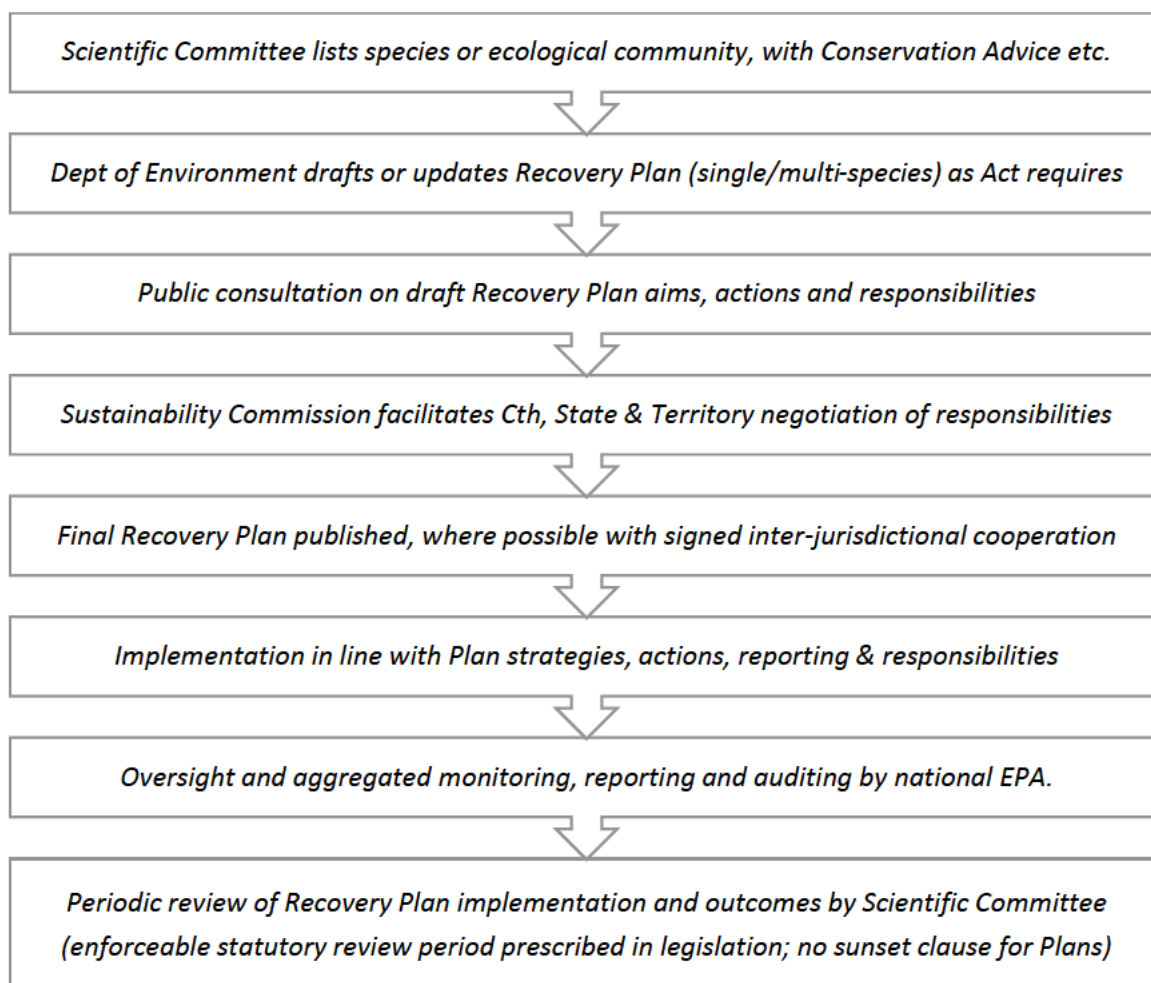 Scientific Committee lists species or ecological community, with Conservation Advice etc.
Dept of Environment drafts or updates Recovery Plan (single/multi-species) as Act requires
Public consultation on draft Recovery Plan aims, actions and responsibilities
Sustainability Commission facilitates Cth, State & Territory negotiation of responsibilities
Final Recovery Plan published, where possible with signed inter-jurisdictional cooperation
Implementation in line with Plan strategies, actions, reporting & responsibilities
Oversight and aggregated monitoring, reporting and auditing by national EPA.
Periodic review of Recovery Plan implementation and outcomes by Scientific Committee
(enforceable statutory review period prescribed in legislation; no sunset clause for Plans)